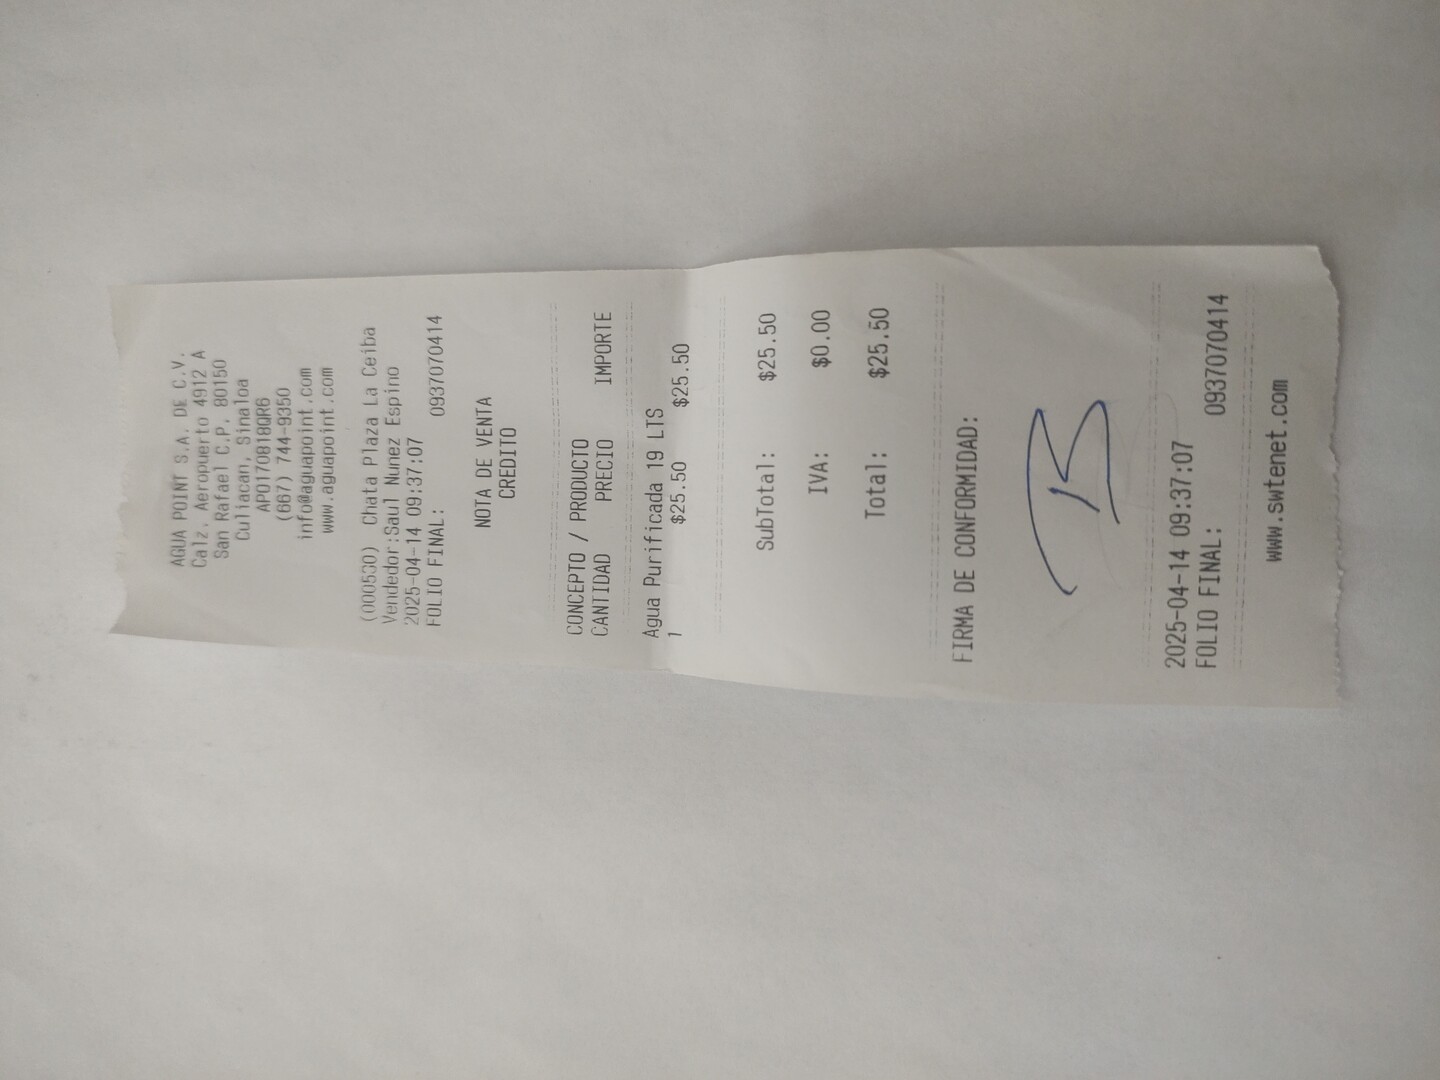 AGUA POINT S.A. DE C.V.
Calz. Aeropuerto 4912 A
San Rafael C.P. 80150
Culiacan, Sinaloa
APO170818QR6
(667) 744-9350
info@aguapoint.com
www.aguapoint.com
(000530) Chata Plaza La Ceiba
Vendedor:Saul Nunez Espino
2025-04-14 09:37:07
FOLIO FINAL: 0937070414
NOTA DE VENTA
CREDITO
CONCEPTO / PRODUCTO
CANTIDAD PRECIO IMPORTE
Agua Purificada 19 LTS
1 $25.50 $25.50
SubTotal: $25.50
IVA: $0.00
Total: $25.50
FIRMA DE CONFORMIDAD:
2025-04-14 09:37:07
FOLIO FINAL: 0937070414
www.swtenet.com